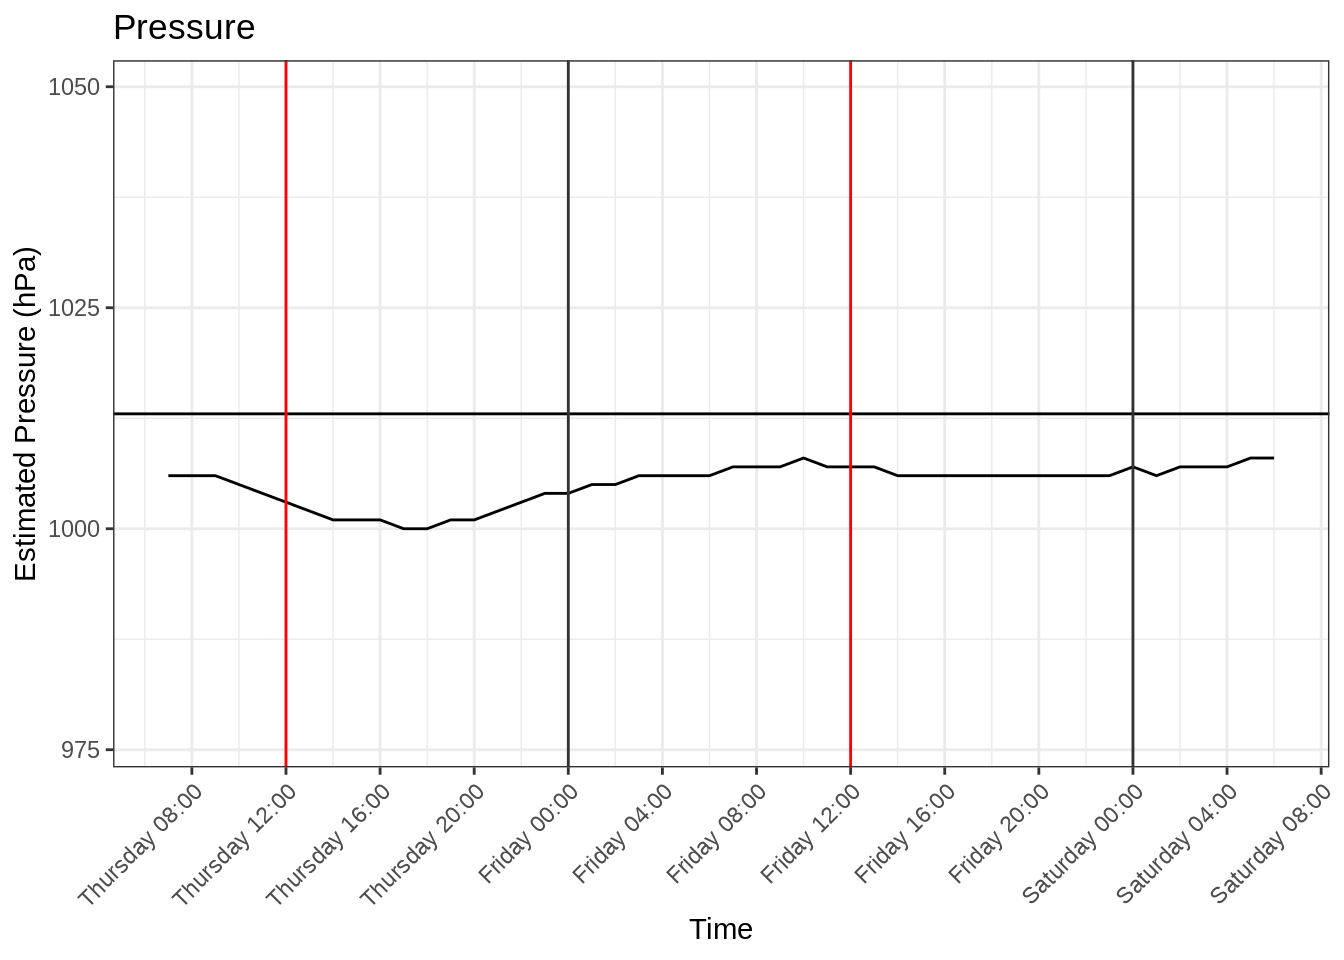 Pressure
Estimated Pressure (hPa)
1050
1025
1000
975
Thursday 08:00
Thursday 12:00
Thursday 16:00
Thursday 20:00
Friday 00:00
Friday 04:00
Friday 08:00
Friday 12:00
Friday 16:00
Friday 20:00
Saturday 00:00
Saturday 04:00
Saturday 08:00
Time